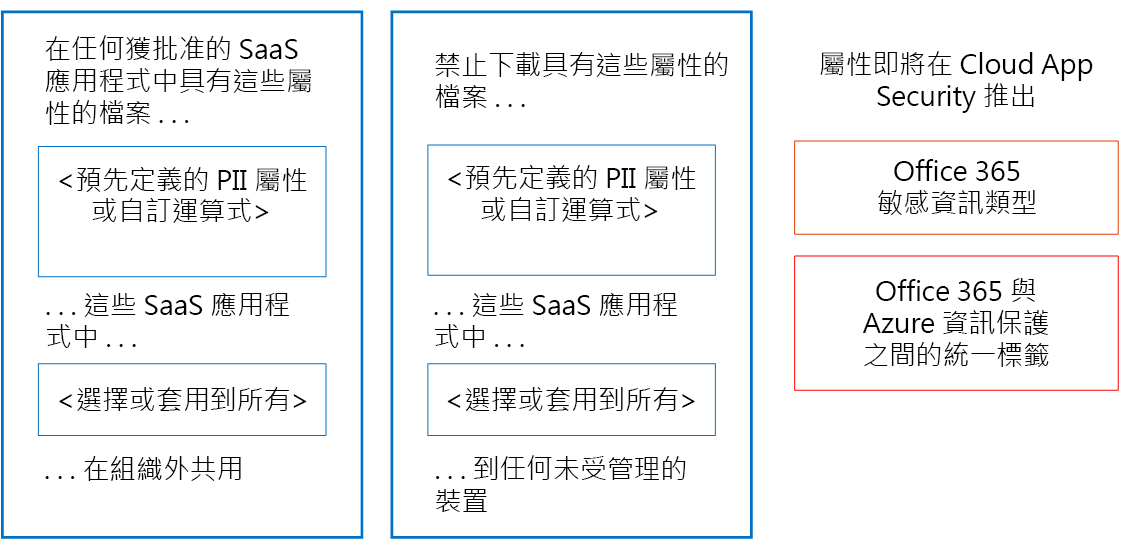 在任何獲批准的 SaaS
應用程式中具有這些屬
性的檔案 . . .
<預先定義的 PII 屬性
或自訂運算式>
. . . 這些 SaaS 應用程
式中 . . .
<選擇或套用到所有>
. . . 在組織外共用
禁止下載具有這些屬性的
檔案 . . .
<預先定義的 PII 屬性
或自訂運算式>
. . . 這些 SaaS 應用程
式中 . . .
<選擇或套用到所有>
. . . 到任何未受管理的
裝置
屬性即將在 Cloud App
Security 推出
Office 365
敏感資訊類型
Office 365 與
Azure 資訊保護
之間的統一標籤